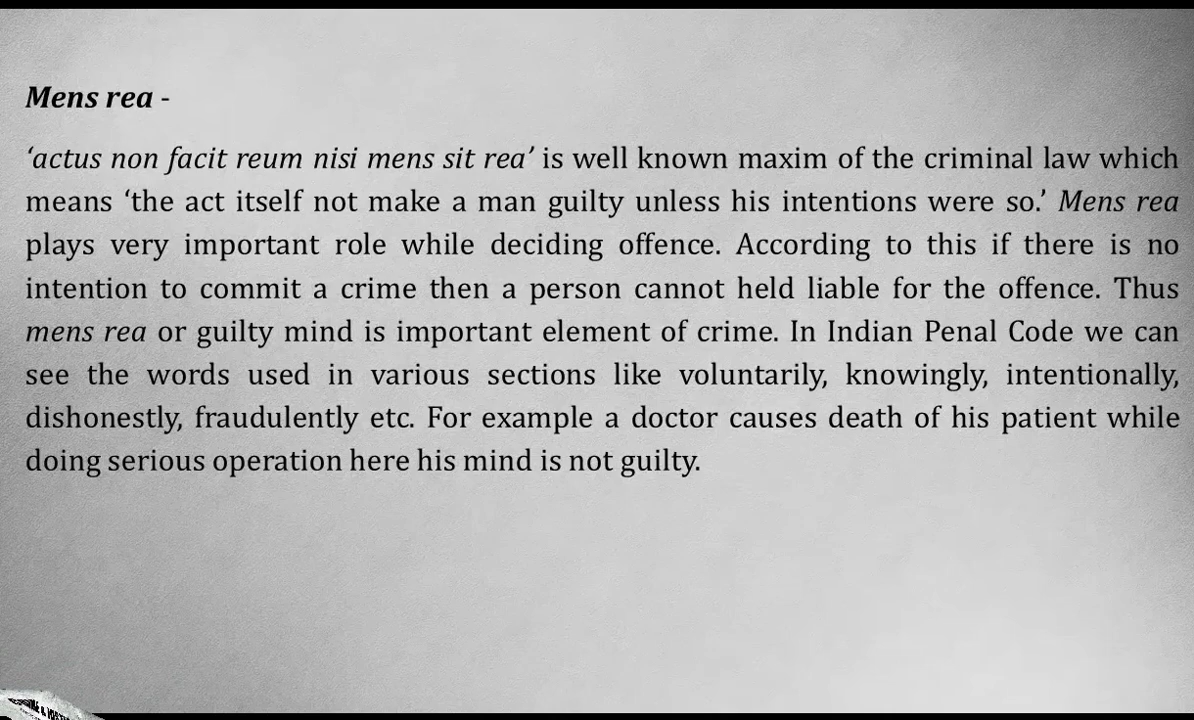 Mens rea -
‘actus non facit reum nisi mens sit rea’ is well known maxim of the criminal law which
means ‘the act itself not make a man guilty unless his intentions were so.’ Mens rea
plays very important role while deciding offence. According to this if there is no
intention to commit a crime then a person cannot held liable for the offence. Thus
mens rea or guilty mind is important element of crime. In Indian Penal Code we can
see the words used in various sections like voluntarily, knowingly, intentionally,
dishonestly, fraudulently etc. For example a doctor causes death of his patient while
doing serious operation here his mind is not guilty.